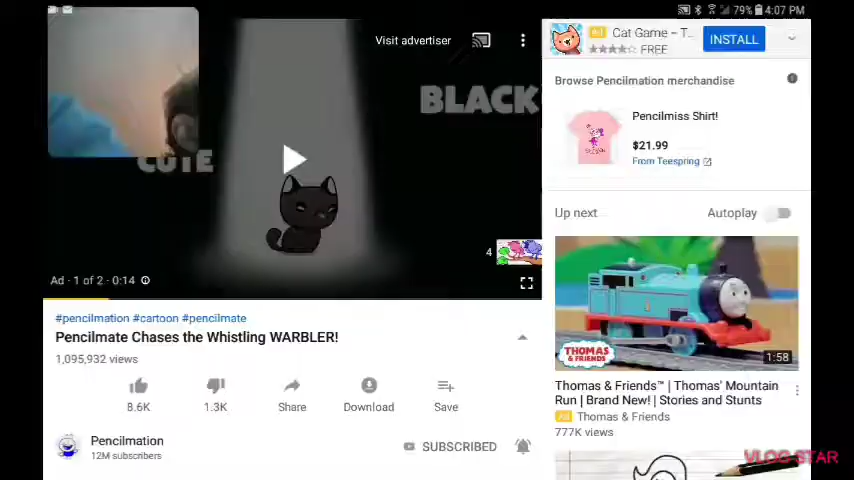 79% 4:07 PM
Visit advertiser
BLACK
CUTE
4
Ad · 1 of 2 · 0:14
#pencilmation #cartoon #pencilmate
Pencilmate Chases the Whistling WARBLER!
1,095,932 views
8.6K
1.3K
Share
Download
Save
Pencilmation
12M subscribers
SUBSCRIBED
Ad Cat Game – T...
FREE
INSTALL
Browse Pencilmation merchandise
Pencilmiss Shirt!
$21.99
From Teespring
Up next
Autoplay
THOMAS & FRIENDS
1:58
Thomas & Friends™ | Thomas' Mountain
Run | Brand New! | Stories and Stunts
Ad Thomas & Friends
777K views
VLOG STAR